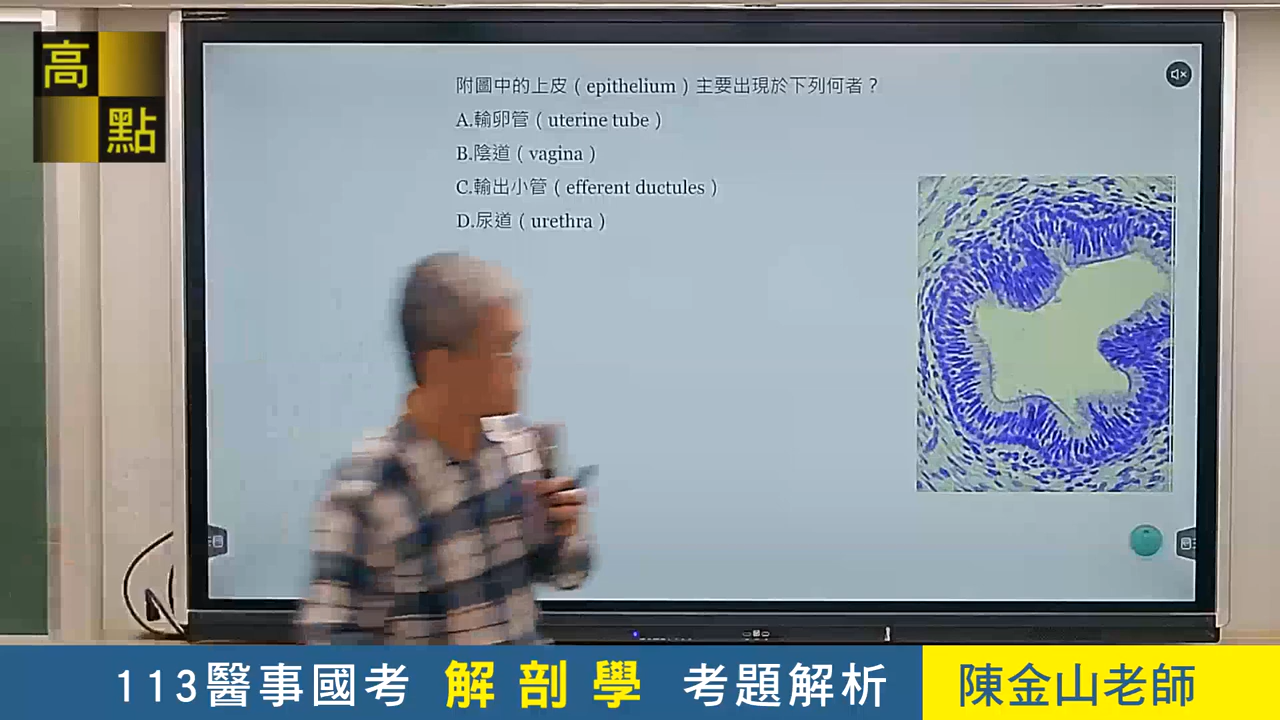 高
點
附圖中的上皮（epithelium）主要出現於下列何者？
A.輸卵管（uterine tube）
B.陰道（vagina）
C.輸出小管（efferent ductules）
D.尿道（urethra）
113醫事國考 解剖學 考題解析 陳金山老師